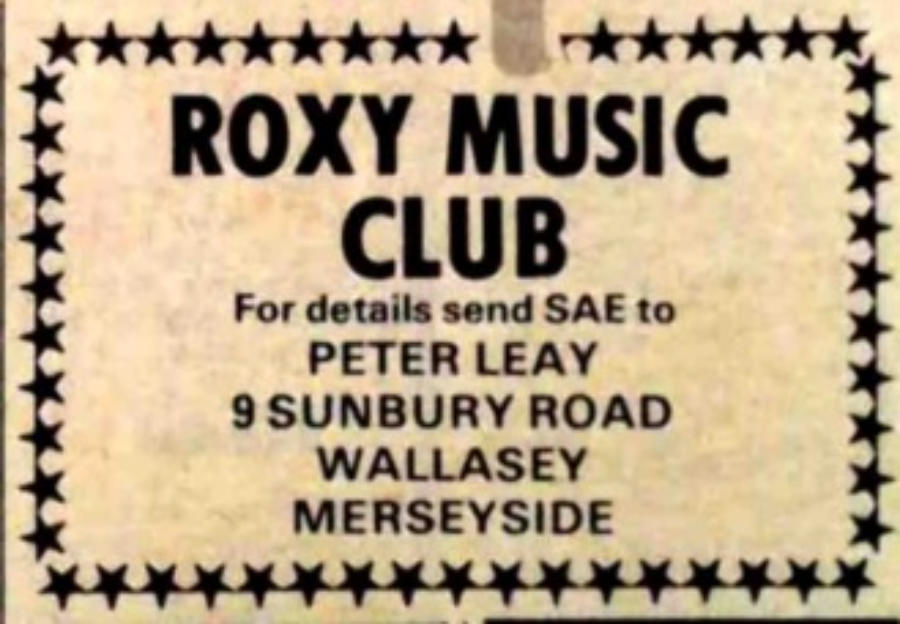 ROXY MUSIC
CLUB
For details send SAE to
PETER LEAY
9 SUNBURY ROAD
WALLASEY
MERSEYSIDE